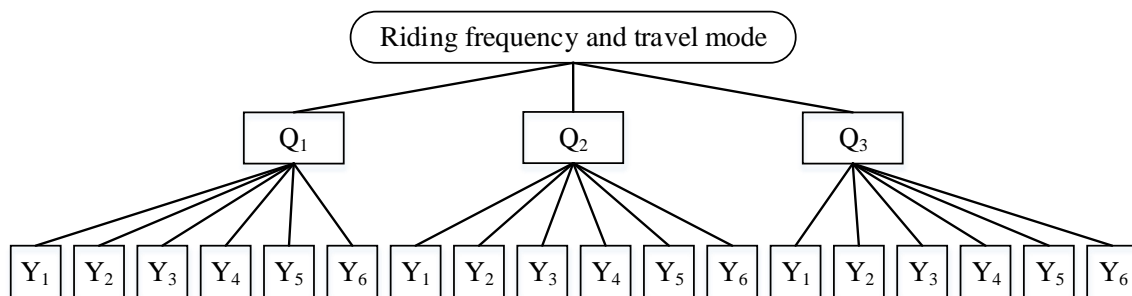 Riding frequency and travel mode
Q₁ Q₂ Q₃
Y₁ Y₂ Y₃ Y₄ Y₅ Y₆ Y₁ Y₂ Y₃ Y₄ Y₅ Y₆ Y₁ Y₂ Y₃ Y₄ Y₅ Y₆